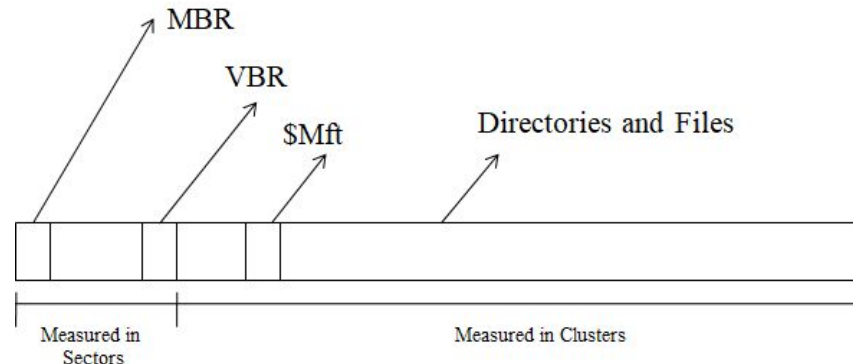 MBR
VBR
$Mft
Directories and Files
Measured in
Sectors
Measured in Clusters